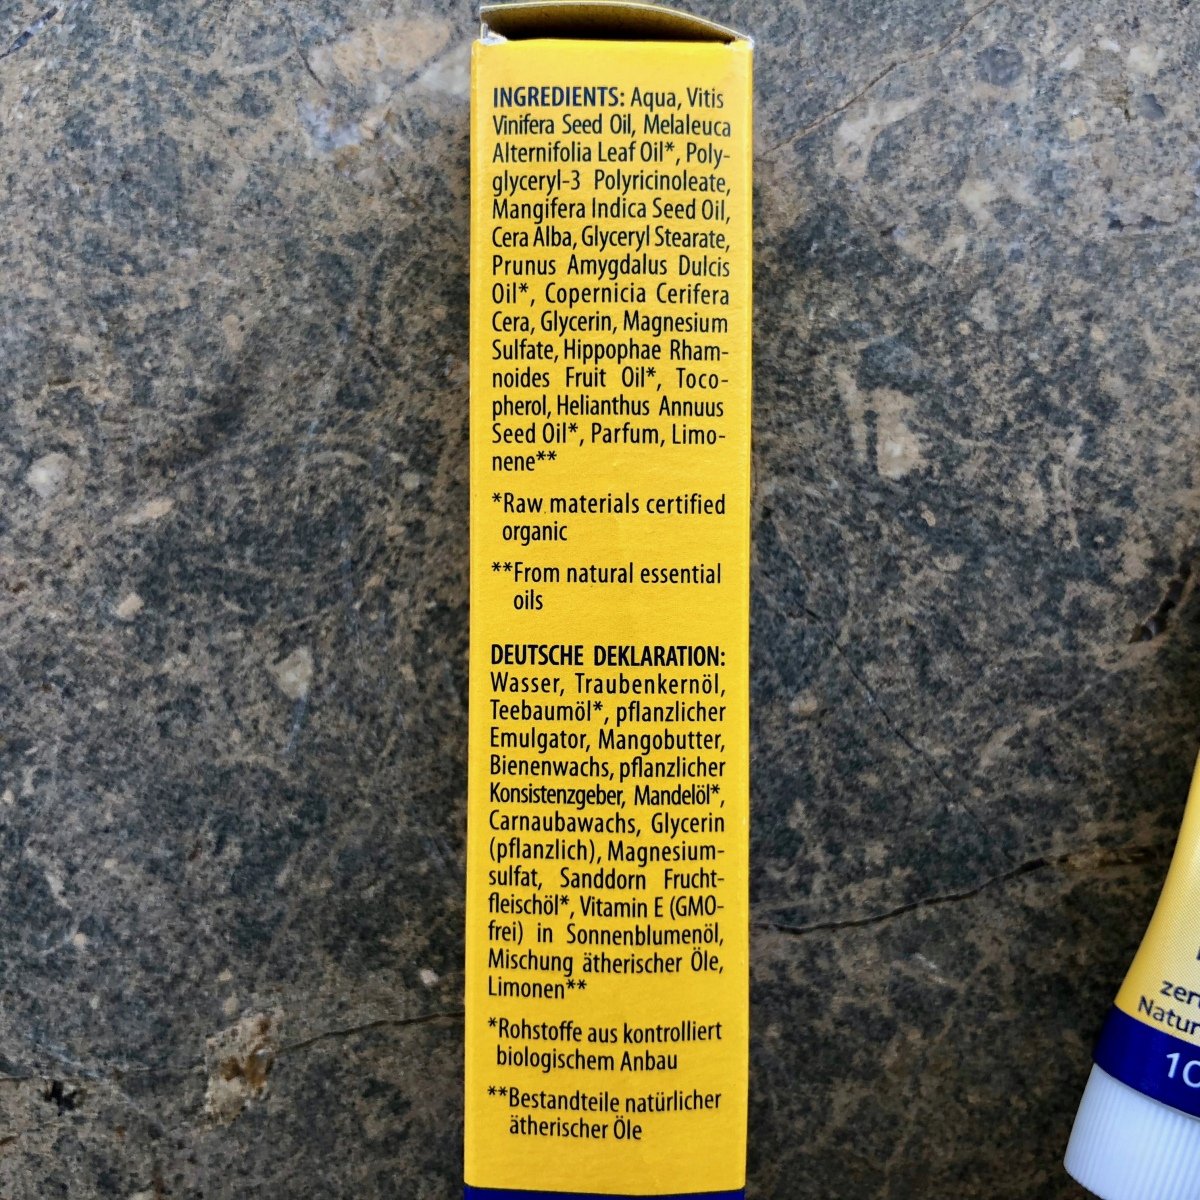 INGREDIENTS: Aqua, Vitis
Vinifera Seed Oil, Melaleuca
Alternifolia Leaf Oil*, Poly-
glyceryl-3 Polyricinoleate,
Mangifera Indica Seed Oil,
Cera Alba, Glyceryl Stearate,
Prunus Amygdalus Dulcis
Oil*, Copernicia Cerifera
Cera, Glycerin, Magnesium
Sulfate, Hippophae Rham-
noides Fruit Oil*, Toco-
pherol, Helianthus Annuus
Seed Oil*, Parfum, Limo-
nene**
*Raw materials certified
organic
**From natural essential
oils
DEUTSCHE DEKLARATION:
Wasser, Traubenkernöl,
Teebaumöl*, pflanzlicher
Emulgator, Mangobutter,
Bienenwachs, pflanzlicher
Konsistenzgeber, Mandelöl*,
Carnaubawachs, Glycerin
(pflanzlich), Magnesium-
sulfat, Sanddorn Frucht-
fleischöl*, Vitamin E (GMO-
frei) in Sonnenblumenöl,
Mischung ätherischer Öle,
Limonen**
*Rohstoffe aus kontrolliert
biologischem Anbau
**Bestandteile natürlicher
ätherischer Öle
Natur